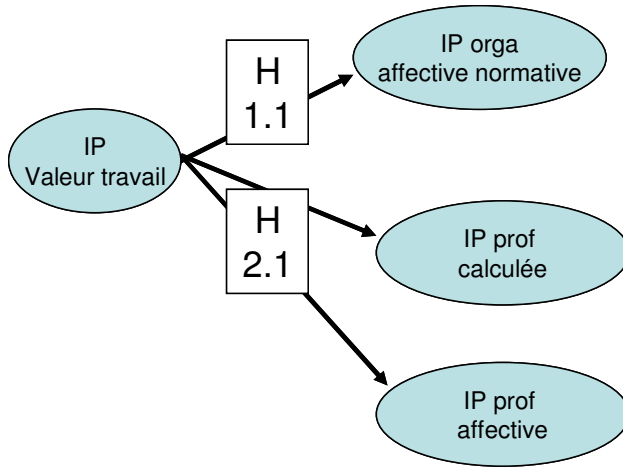 IP orga
affective normative
H
1.1
IP
Valeur travail
H
2.1
IP prof
calculée
IP prof
affective